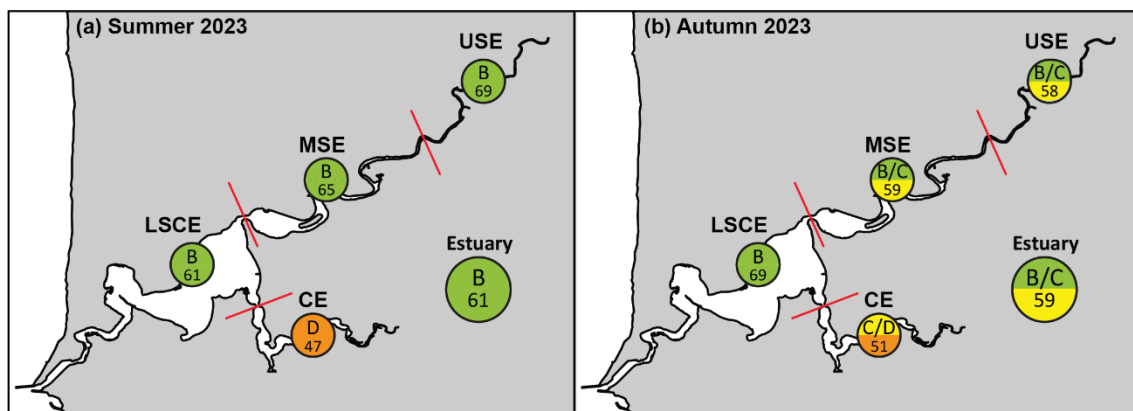 (a) Summer 2023
USE
B
69
MSE
B
65
LSCE
B
61
Estuary
B
61
CE
D
47
(b) Autumn 2023
USE
B/C
58
MSE
B/C
59
LSCE
B
69
Estuary
B/C
59
CE
C/D
51